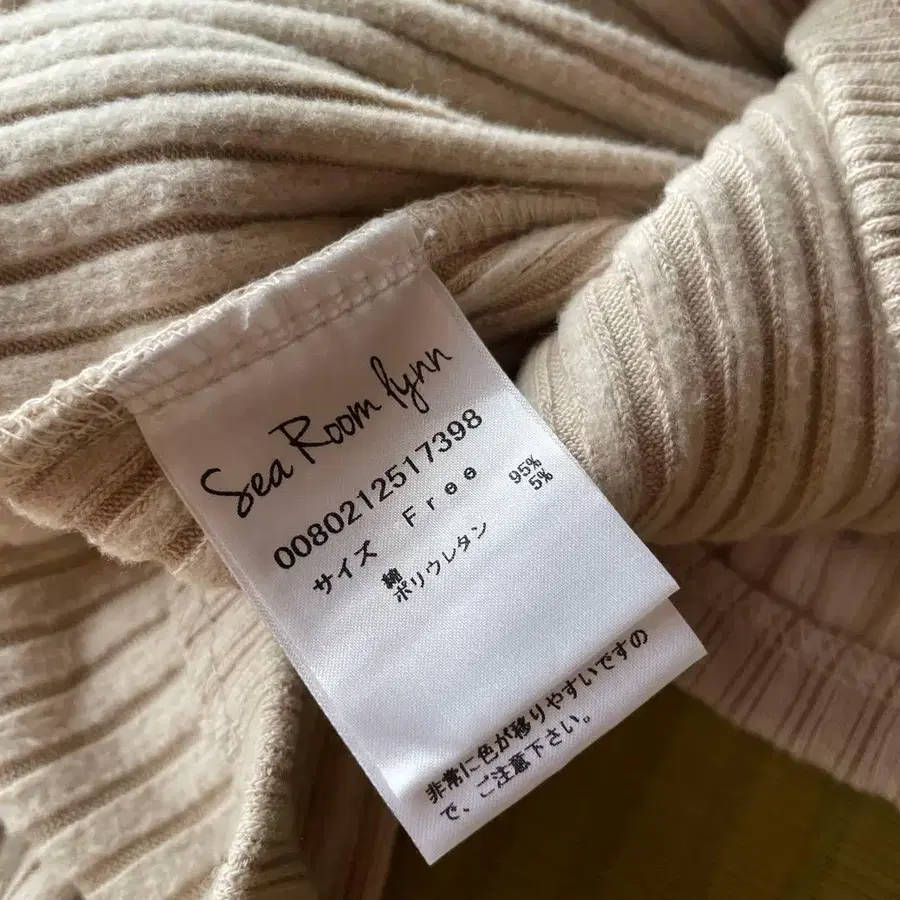 Sea Room lynn
0080212517398
サイズ Free
綿 95%
ポリウレタン 5%
非常に色が移りやすいですの
で、ご注意下さい。